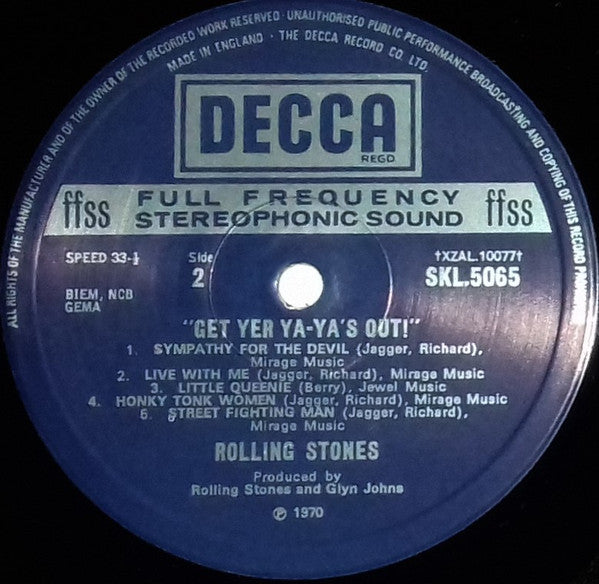 ALL RIGHTS OF THE MANUFACTURER AND OF THE OWNER OF THE RECORDED WORK RESERVED · UNAUTHORISED PUBLIC PERFORMANCE BROADCASTING AND COPYING OF THIS RECORD PROHIBITED
MADE IN ENGLAND · THE DECCA RECORD CO. LTD.
DECCA
REGD
ffss FULL FREQUENCY ffss
STEREOPHONIC SOUND
SPEED 33-⅓ Side †XZAL.10077†
2 SKL.5065
BIEM, NCB
GEMA
"GET YER YA-YA'S OUT!"
1. SYMPATHY FOR THE DEVIL (Jagger, Richard),
Mirage Music
2. LIVE WITH ME (Jagger, Richard), Mirage Music
3. LITTLE QUEENIE (Berry), Jewel Music
4. HONKY TONK WOMEN (Jagger, Richard), Mirage Music
5. STREET FIGHTING MAN (Jagger, Richard),
Mirage Music
ROLLING STONES
Produced by
Rolling Stones and Glyn Johns
℗ 1970